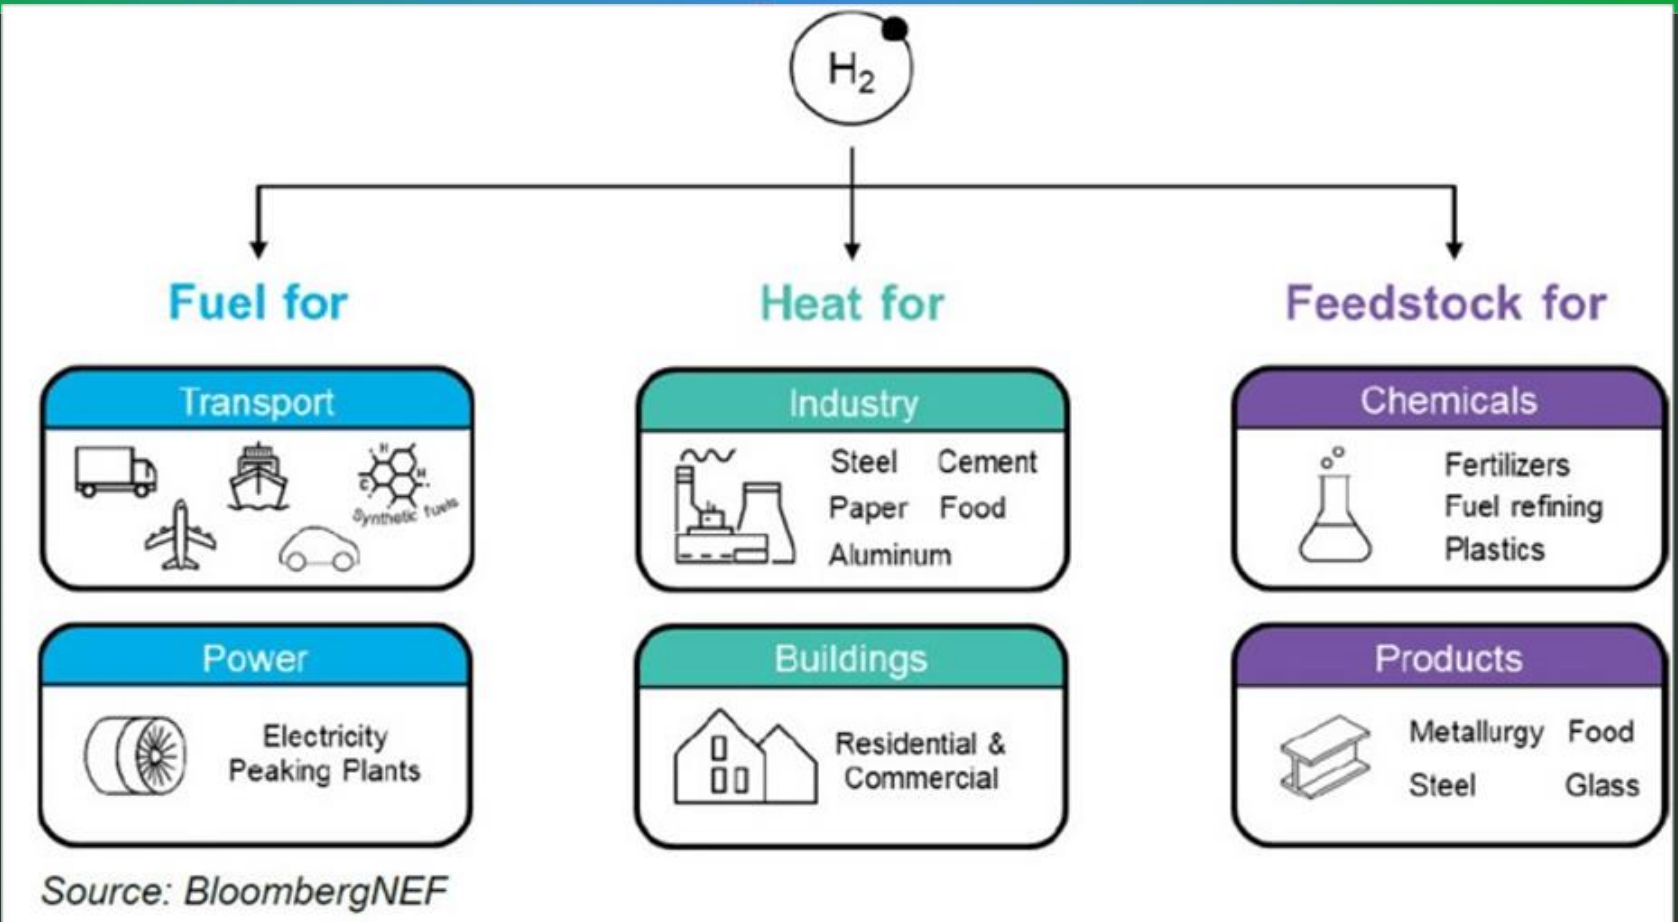 H₂
Fuel for
Heat for
Feedstock for
Transport
H
H
C
Synthetic fuels
Industry
Steel Cement
Paper Food
Aluminum
Chemicals
Fertilizers
Fuel refining
Plastics
Power
Electricity
Peaking Plants
Buildings
Residential &
Commercial
Products
Metallurgy Food
Steel Glass
Source: BloombergNEF